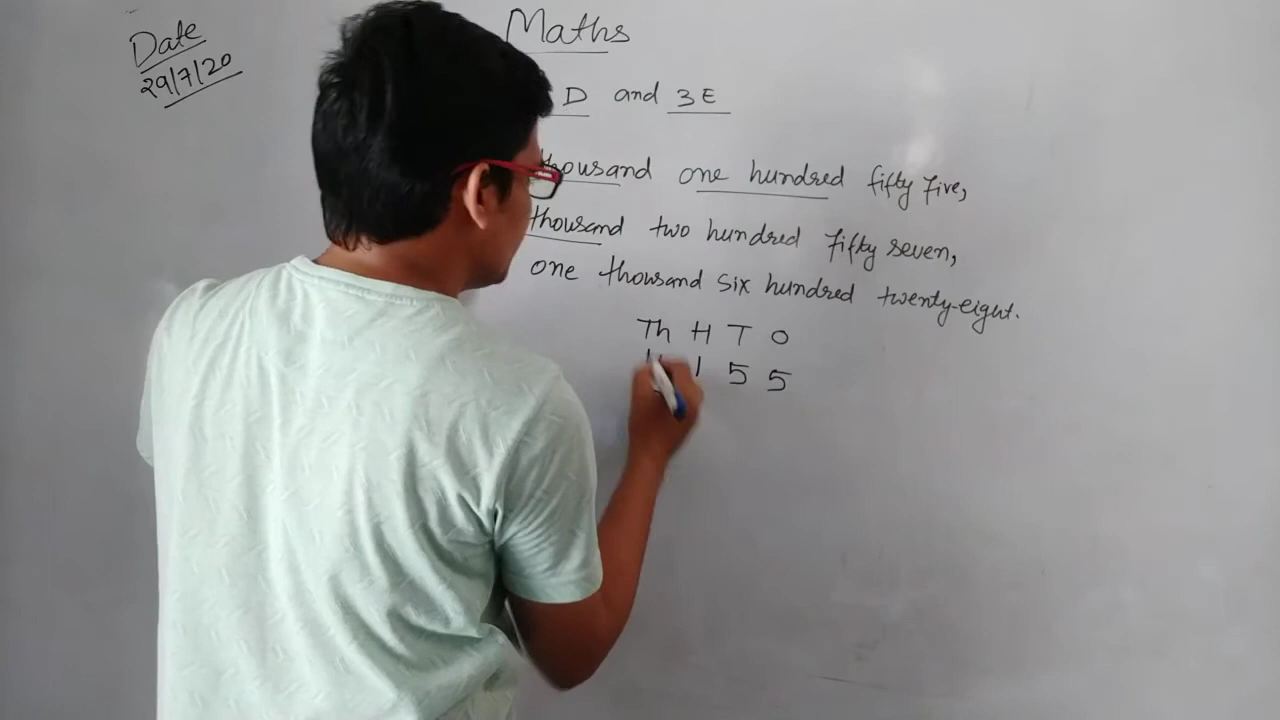 Date
29/7/20
Maths
D and 3E
thousand one hundred fifty five,
thousand two hundred fifty seven,
one thousand six hundred twenty-eight.
Th H T O
1 5 5